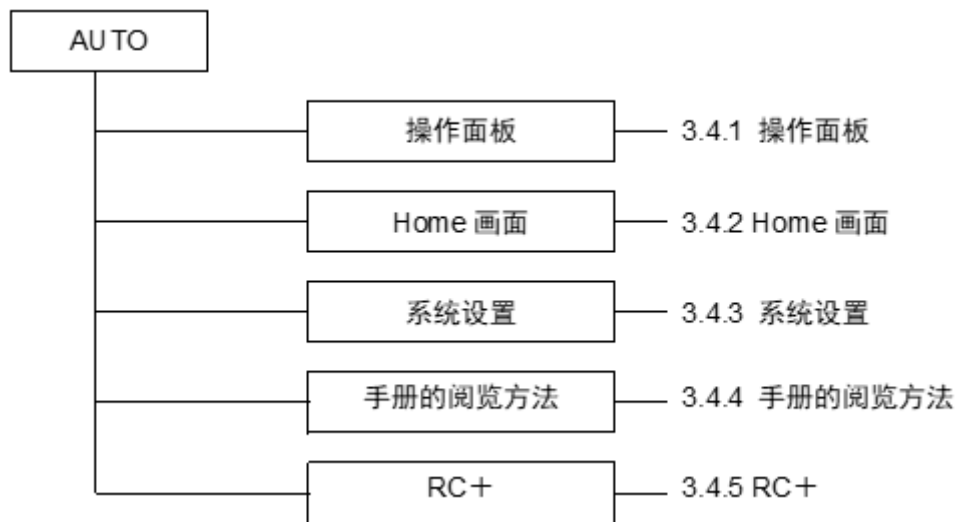 AUTO
操作面板 3.4.1 操作面板
Home 画面 3.4.2 Home 画面
系统设置 3.4.3 系统设置
手册的阅览方法 3.4.4 手册的阅览方法
RC＋ 3.4.5 RC＋